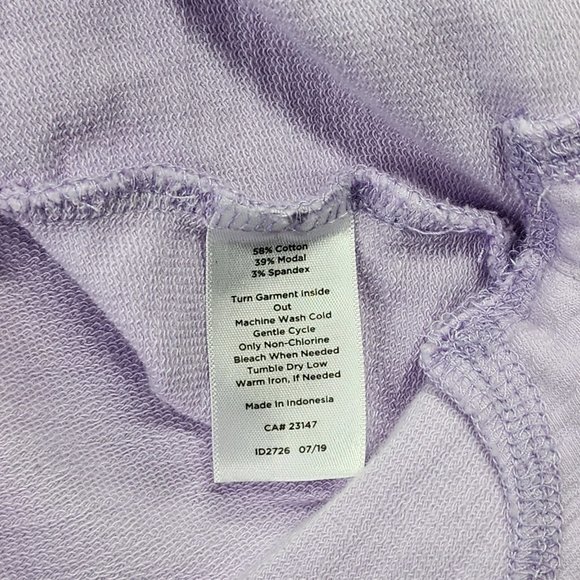 58% Cotton
39% Modal
3% Spandex
Turn Garment Inside
Out
Machine Wash Cold
Gentle Cycle
Only Non-Chlorine
Bleach When Needed
Tumble Dry Low
Warm Iron, If Needed
Made in Indonesia
CA# 23147
ID2726 07/19